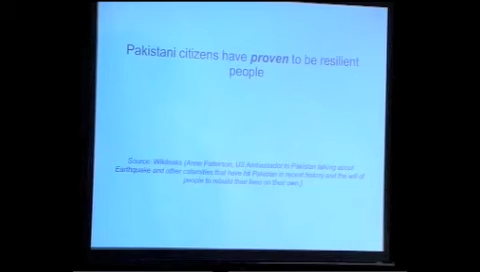 Pakistani citizens have proven to be resilient
people
Source: Wikileaks (Anne Patterson, US Ambassador to Pakistan talking about
Earthquake and other calamities that have hit Pakistan in recent history and the will of
people to rebuild their lives on their own.)